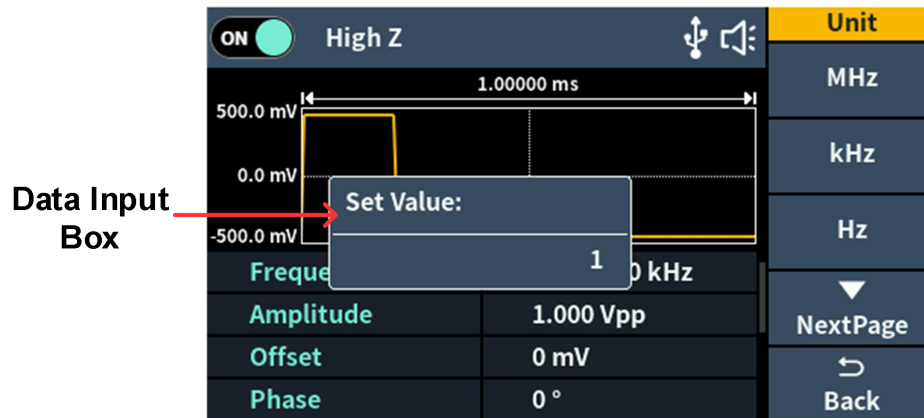 ON
High Z
Unit
MHz
kHz
Hz
NextPage
Back
1.00000 ms
500.0 mV
0.0 mV
-500.0 mV
Data Input
Box
Set Value:
1
Freque 0 kHz
Amplitude 1.000 Vpp
Offset 0 mV
Phase 0 °